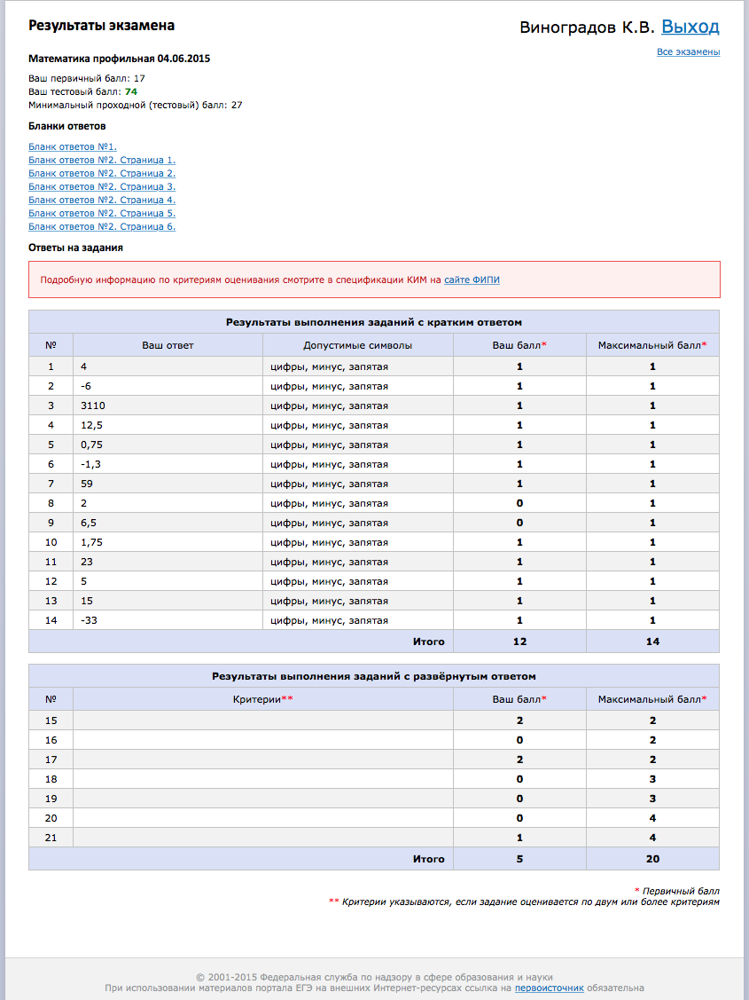 Результаты экзамена
Виноградов К.В. Выход
Все экзамены
Математика профильная 04.06.2015
Ваш первичный балл: 17
Ваш тестовый балл: 74
Минимальный проходной (тестовый) балл: 27
Бланки ответов
Бланк ответов №1.
Бланк ответов №2. Страница 1.
Бланк ответов №2. Страница 2.
Бланк ответов №2. Страница 3.
Бланк ответов №2. Страница 4.
Бланк ответов №2. Страница 5.
Бланк ответов №2. Страница 6.
Ответы на задания
Подробную информацию по критериям оценивания смотрите в спецификации КИМ на сайте ФИПИ
Результаты выполнения заданий с кратким ответом
№ Ваш ответ Допустимые символы Ваш балл* Максимальный балл*
1 4 цифры, минус, запятая 1 1
2 -6 цифры, минус, запятая 1 1
3 3110 цифры, минус, запятая 1 1
4 12,5 цифры, минус, запятая 1 1
5 0,75 цифры, минус, запятая 1 1
6 -1,3 цифры, минус, запятая 1 1
7 59 цифры, минус, запятая 1 1
8 2 цифры, минус, запятая 0 1
9 6,5 цифры, минус, запятая 0 1
10 1,75 цифры, минус, запятая 1 1
11 23 цифры, минус, запятая 1 1
12 5 цифры, минус, запятая 1 1
13 15 цифры, минус, запятая 1 1
14 -33 цифры, минус, запятая 1 1
Итого 12 14
Результаты выполнения заданий с развёрнутым ответом
№ Критерии** Ваш балл* Максимальный балл*
15 2 2
16 0 2
17 2 2
18 0 3
19 0 3
20 0 4
21 1 4
Итого 5 20
* Первичный балл
** Критерии указываются, если задание оценивается по двум или более критериям
© 2001-2015 Федеральная служба по надзору в сфере образования и науки
При использовании материалов портала ЕГЭ на внешних Интернет-ресурсах ссылка на первоисточник обязательна